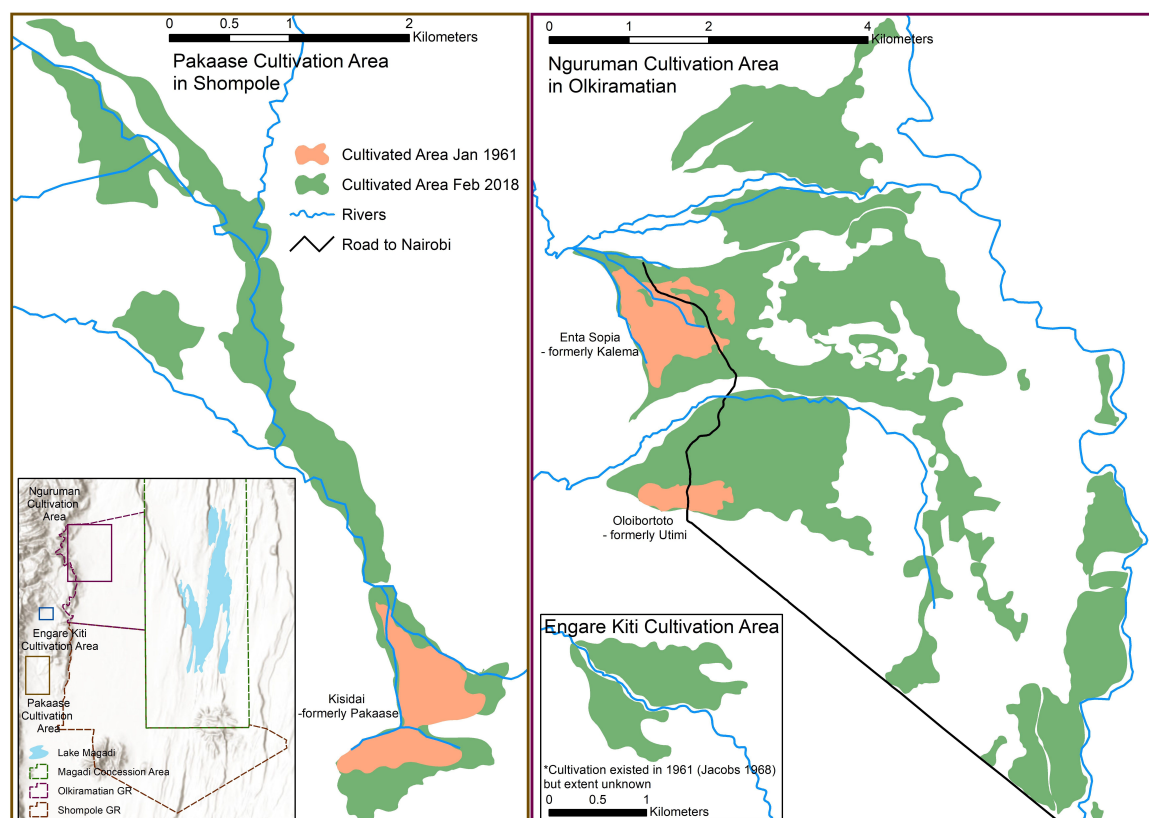 0 0.5 1 2
Kilometers
Pakaase Cultivation Area
in Shompole
Cultivated Area Jan 1961
Cultivated Area Feb 2018
Rivers
Road to Nairobi
Kisidai
-formerly Pakaase
Nguruman
Cultivation
Area
Engare Kiti
Cultivation Area
Pakaase
Cultivation
Area
Lake Magadi
Magadi Concession Area
Olkiramatian GR
Shompole GR
0 1 2 4
Kilometers
Nguruman Cultivation Area
in Olkiramatian
Enta Sopia
- formerly Kalema
Oloibortoto
- formerly Utimi
Engare Kiti Cultivation Area
*Cultivation existed in 1961 (Jacobs 1968)
but extent unknown
0 0.5 1
Kilometers